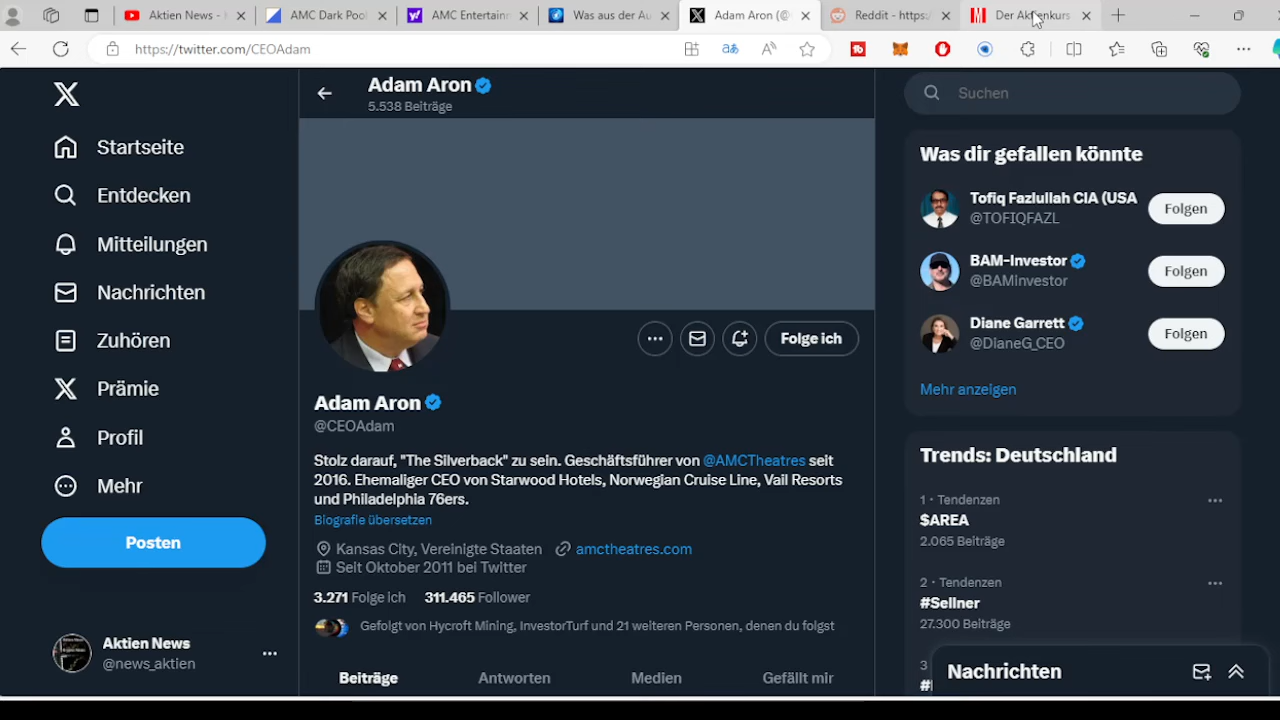 Aktien News -
AMC Dark Pool
AMC Entertainn
Was aus der Au
Adam Aron (@
Reddit - https:/
Der Aktienkurs
https://twitter.com/CEOAdam
Adam Aron
5.538 Beiträge
Startseite
Entdecken
Mitteilungen
Nachrichten
Zuhören
Prämie
Profil
Mehr
Posten
Aktien News
@news_aktien
Folge ich
Adam Aron
@CEOAdam
Stolz darauf, "The Silverback" zu sein. Geschäftsführer von @AMCTheatres seit
2016. Ehemaliger CEO von Starwood Hotels, Norwegian Cruise Line, Vail Resorts
und Philadelphia 76ers.
Biografie übersetzen
Kansas City, Vereinigte Staaten amctheatres.com
Seit Oktober 2011 bei Twitter
3.271 Folge ich 311.465 Follower
Gefolgt von Hycroft Mining, InvestorTurf und 21 weiteren Personen, denen du folgst
Beiträge Antworten Medien Gefällt mir
Suchen
Was dir gefallen könnte
Tofiq Fazlullah CIA (USA
@TOFIQFAZL
Folgen
BAM-Investor
@BAMinvestor
Folgen
Diane Garrett
@DianeG_CEO
Folgen
Mehr anzeigen
Trends: Deutschland
1 · Tendenzen
$AREA
2.065 Beiträge
2 · Tendenzen
#Sellner
27.300 Beiträge
3
Nachrichten